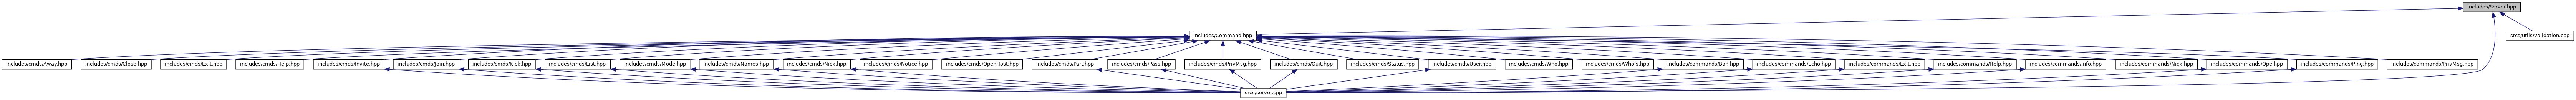 includes/Server.hpp
includes/Command.hpp
srcs/utils/validation.cpp
includes/cmds/Away.hpp
includes/cmds/Close.hpp
includes/cmds/Exit.hpp
includes/cmds/Help.hpp
includes/cmds/Invite.hpp
includes/cmds/Join.hpp
includes/cmds/Kick.hpp
includes/cmds/List.hpp
includes/cmds/Mode.hpp
includes/cmds/Names.hpp
includes/cmds/Nick.hpp
includes/cmds/Notice.hpp
includes/cmds/OpenHost.hpp
includes/cmds/Part.hpp
includes/cmds/Pass.hpp
includes/cmds/PrivMsg.hpp
includes/cmds/Quit.hpp
includes/cmds/Status.hpp
includes/cmds/User.hpp
includes/cmds/Who.hpp
includes/cmds/Whois.hpp
includes/commands/Ban.hpp
includes/commands/Echo.hpp
includes/commands/Exit.hpp
includes/commands/Help.hpp
includes/commands/Info.hpp
includes/commands/Nick.hpp
includes/commands/Ope.hpp
includes/commands/Ping.hpp
includes/commands/PrivMsg.hpp
srcs/server.cpp